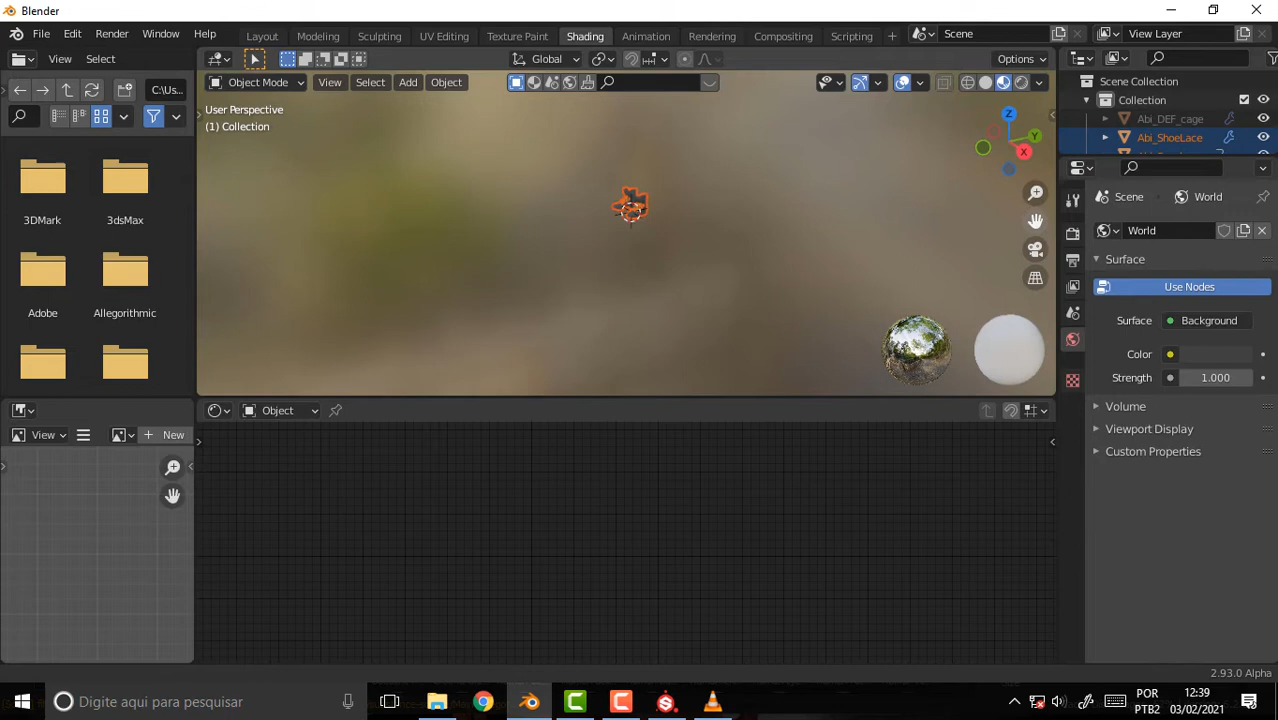 Blender
File Edit Render Window Help
Layout Modeling Sculpting UV Editing Texture Paint Shading Animation Rendering Compositing Scripting
Scene View Layer
View Select
Global
Options
Object Mode View Select Add Object
C:\Us...
User Perspective
(1) Collection
Z
Y
X
3DMark 3dsMax
Adobe Allegorithmic
Scene Collection
Collection
Abi_DEF_cage
Abi_ShoeLace
Scene World
World
Surface
Use Nodes
Surface Background
Color
Strength 1.000
Volume
Viewport Display
Custom Properties
Object
View New
2.93.0 Alpha
Digite aqui para pesquisar
POR
PTB2
12:39
03/02/2021